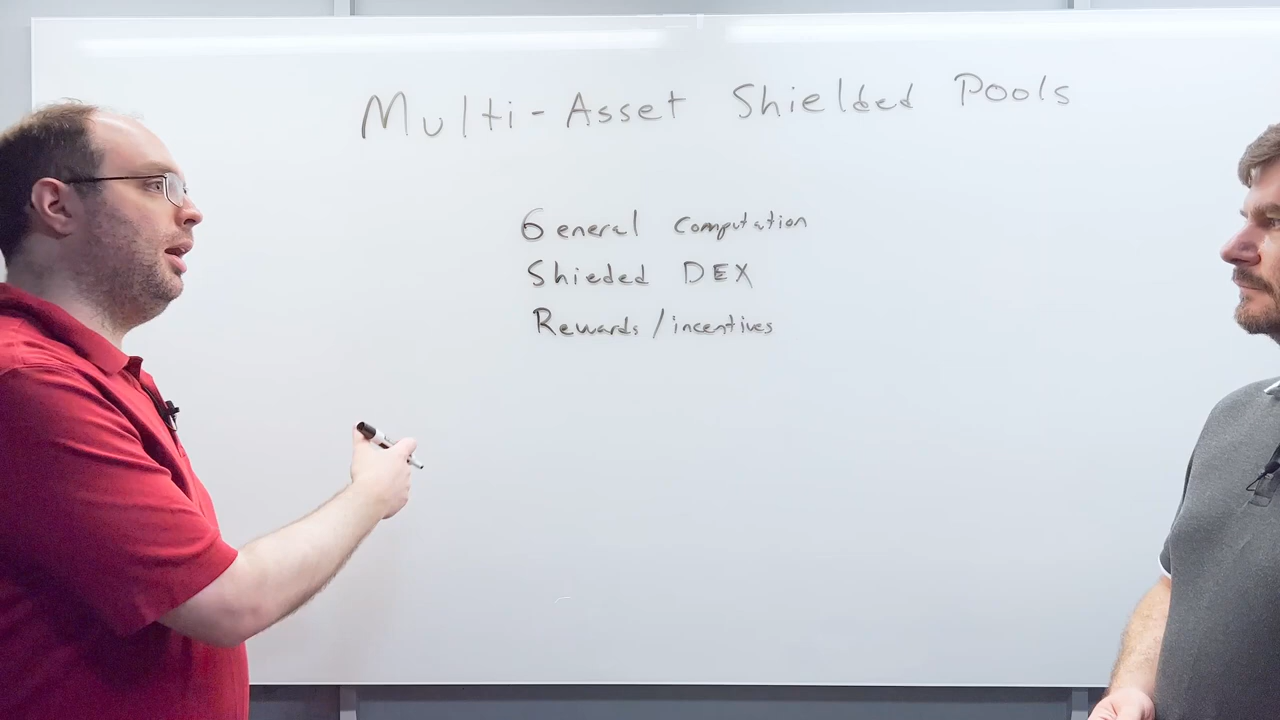 Multi-Asset Shielded Pools
General computation
Shieded DEX
Rewards/incentives